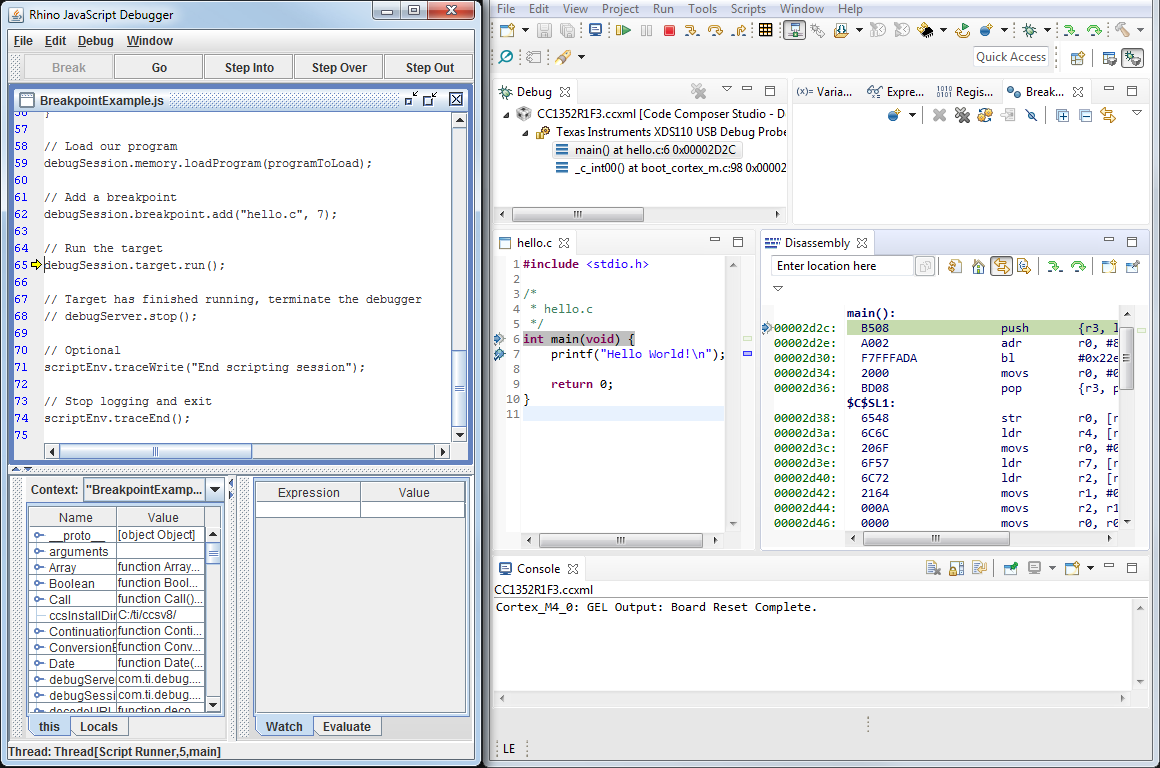 Rhino JavaScript Debugger
File Edit Debug Window
Break Go Step Into Step Over Step Out
BreakpointExample.js
56 }
57
58 // Load our program
59 debugSession.memory.loadProgram(programToLoad);
60
61 // Add a breakpoint
62 debugSession.breakpoint.add("hello.c", 7);
63
64 // Run the target
65 debugSession.target.run();
66
67 // Target has finished running, terminate the debugger
68 // debugServer.stop();
69
70 // Optional
71 scriptEnv.traceWrite("End scripting session");
72
73 // Stop logging and exit
74 scriptEnv.traceEnd();
75
Context: "BreakpointExamp...
Name Value
__proto__ [object Object]
arguments
Array function Array...
Boolean function Bool...
Call function Call()...
ccsInstallDir C:/ti/ccsv8/
Continuation function Conti...
ConversionE function Conv...
Date function Date(...
debugServe com.ti.debug....
debugSessi com.ti.debug....
decodeURI function deco
this Locals
Expression Value
Watch Evaluate
Thread: Thread[Script Runner,5,main]
File Edit View Project Run Tools Scripts Window Help
Quick Access
Debug
CC1352R1F3.ccxml [Code Composer Studio - D
Texas Instruments XDS110 USB Debug Probe
main() at hello.c:6 0x00002D2C
_c_int00() at boot_cortex_m.c:98 0x00002
(x)= Varia... Expre... 1010 0101 Regis... Break...
hello.c
1 #include <stdio.h>
2
3 /*
4 * hello.c
5 */
6 int main(void) {
7 printf("Hello World!\n");
8
9 return 0;
10 }
11
Disassembly
Enter location here
main():
00002d2c: B508 push {r3, l
00002d2e: A002 adr r0, #8
00002d30: F7FFFADA bl #0x22e
00002d34: 2000 movs r0, #0
00002d36: BD08 pop {r3, p
$C$SL1:
00002d38: 6548 str r0, [r
00002d3a: 6C6C ldr r4, [r
00002d3c: 206F movs r0, #0
00002d3e: 6F57 ldr r7, [r
00002d40: 6C72 ldr r2, [r
00002d42: 2164 movs r1, #0
00002d44: 000A movs r2, r1
00002d46: 0000 movs r0, r0
Console
CC1352R1F3.ccxml
Cortex_M4_0: GEL Output: Board Reset Complete.
LE